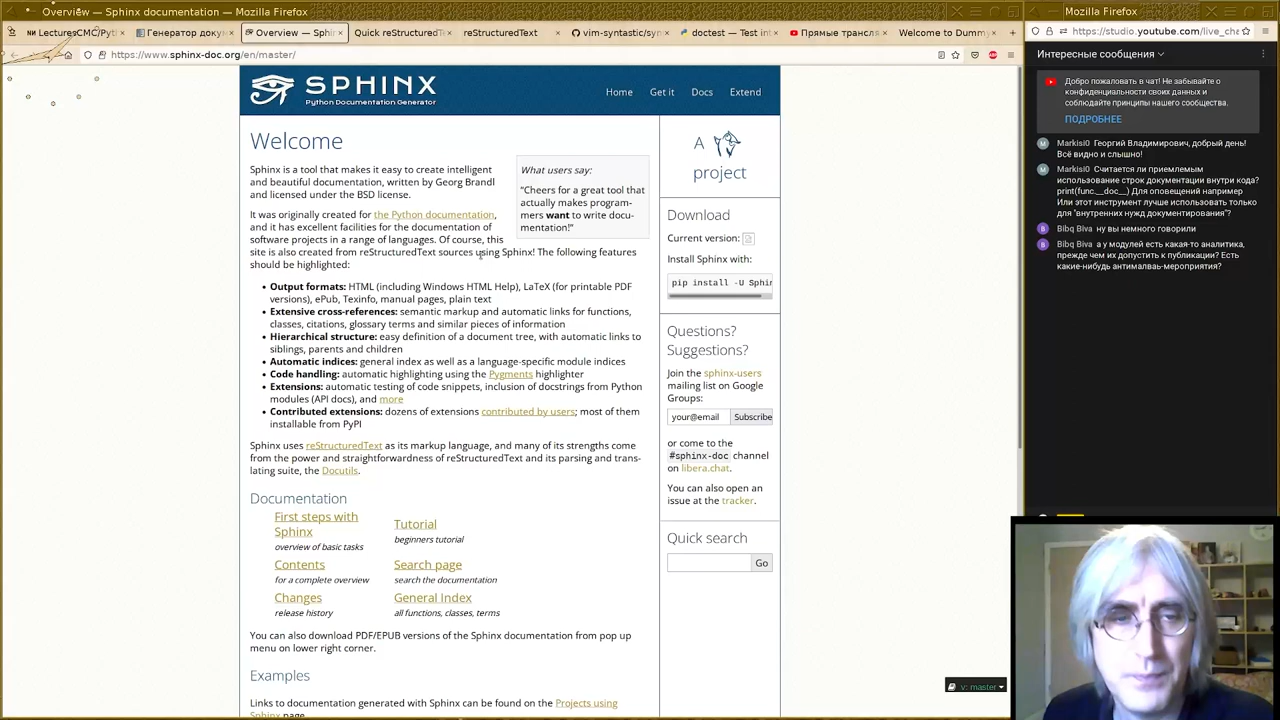 Overview — Sphinx documentation — Mozilla Firefox
LecturesCMC/Pyt
Генератор докум
Overview — Sphi
Quick reStructuredT
reStructuredText
vim-syntastic/syn
doctest — Test int
Прямые трансл
Welcome to Dummy
https://www.sphinx-doc.org/en/master/
SPHINX
Python Documentation Generator
Home
Get it
Docs
Extend
Welcome
Sphinx is a tool that makes it easy to create intelligent
and beautiful documentation, written by Georg Brandl
and licensed under the BSD license.
What users say:
“Cheers for a great tool that
actually makes program-
mers want to write docu-
mentation!”
It was originally created for the Python documentation,
and it has excellent facilities for the documentation of
software projects in a range of languages. Of course, this
site is also created from reStructuredText sources using Sphinx! The following features
should be highlighted:
• Output formats: HTML (including Windows HTML Help), LaTeX (for printable PDF
versions), ePub, Texinfo, manual pages, plain text
• Extensive cross-references: semantic markup and automatic links for functions,
classes, citations, glossary terms and similar pieces of information
• Hierarchical structure: easy definition of a document tree, with automatic links to
siblings, parents and children
• Automatic indices: general index as well as a language-specific module indices
• Code handling: automatic highlighting using the Pygments highlighter
• Extensions: automatic testing of code snippets, inclusion of docstrings from Python
modules (API docs), and more
• Contributed extensions: dozens of extensions contributed by users; most of them
installable from PyPI
Sphinx uses reStructuredText as its markup language, and many of its strengths come
from the power and straightforwardness of reStructuredText and its parsing and trans-
lating suite, the Docutils.
Documentation
First steps with
Sphinx
overview of basic tasks
Tutorial
beginners tutorial
Contents
for a complete overview
Search page
search the documentation
Changes
release history
General Index
all functions, classes, terms
You can also download PDF/EPUB versions of the Sphinx documentation from pop up
menu on lower right corner.
Examples
Links to documentation generated with Sphinx can be found on the Projects using
Sphinx page.
A
project
Download
Current version:
Install Sphinx with:
pip install -U Sphin
Questions?
Suggestions?
Join the sphinx-users
mailing list on Google
Groups:
your@email
Subscribe
or come to the
#sphinx-doc channel
on libera.chat.
You can also open an
issue at the tracker.
Quick search
Go
v: master
Mozilla Firefox
https://studio.youtube.com/live_cha
Интересные сообщения
Добро пожаловать в чат! Не забывайте о
конфиденциальности своих данных и
соблюдайте принципы нашего сообщества.
ПОДРОБНЕЕ
M Markisi0 Георгий Владимирович, добрый день!
Всё видно и слышно!
M Markisi0 Считается ли приемлемым
использование строк документации внутри кода?
print(func.__doc__) Для оповещений например
Или этот инструмент лучше использовать только
для "внутренних нужд документирования"?
B Bibq Biva ну вы немного говорили
B Bibq Biva а у модулей есть какая-то аналитика,
прежде чем их допустить к публикации? Есть
какие-нибудь антималваь-мероприятия?